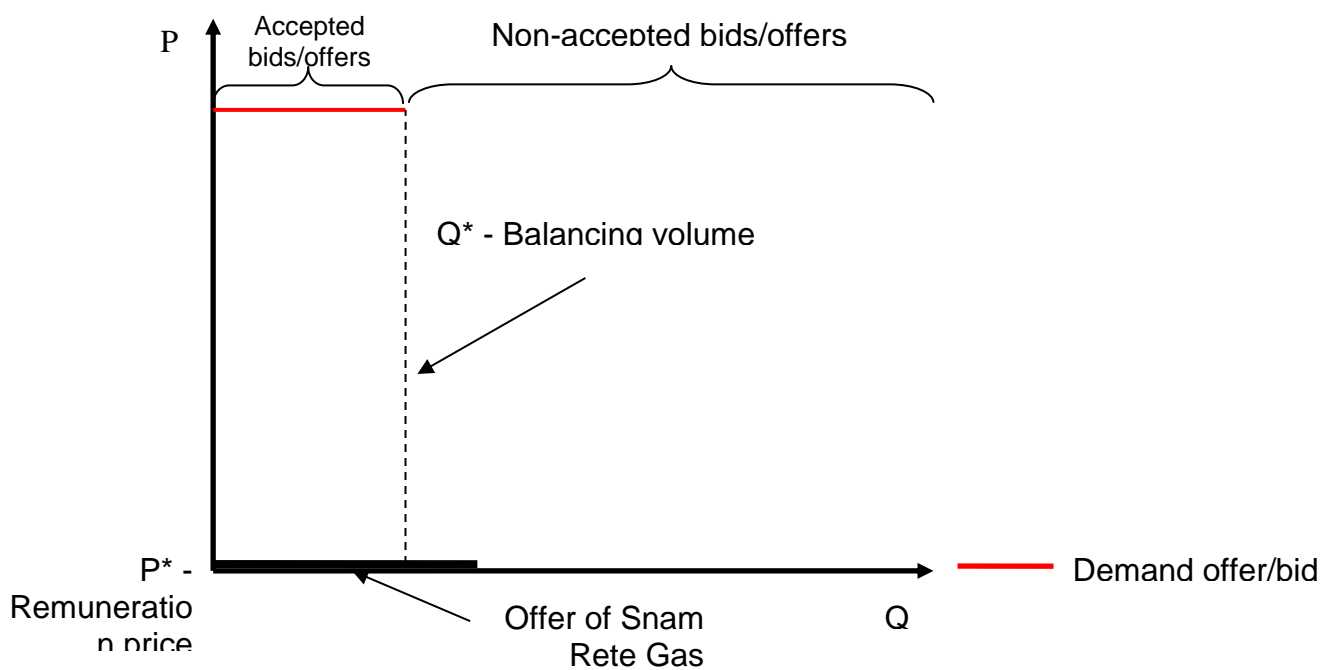 P
Accepted
bids/offers
Non-accepted bids/offers
Q* - Balancing volume
P* -
Remuneratio
n price
Offer of Snam
Rete Gas
Q
Demand offer/bid